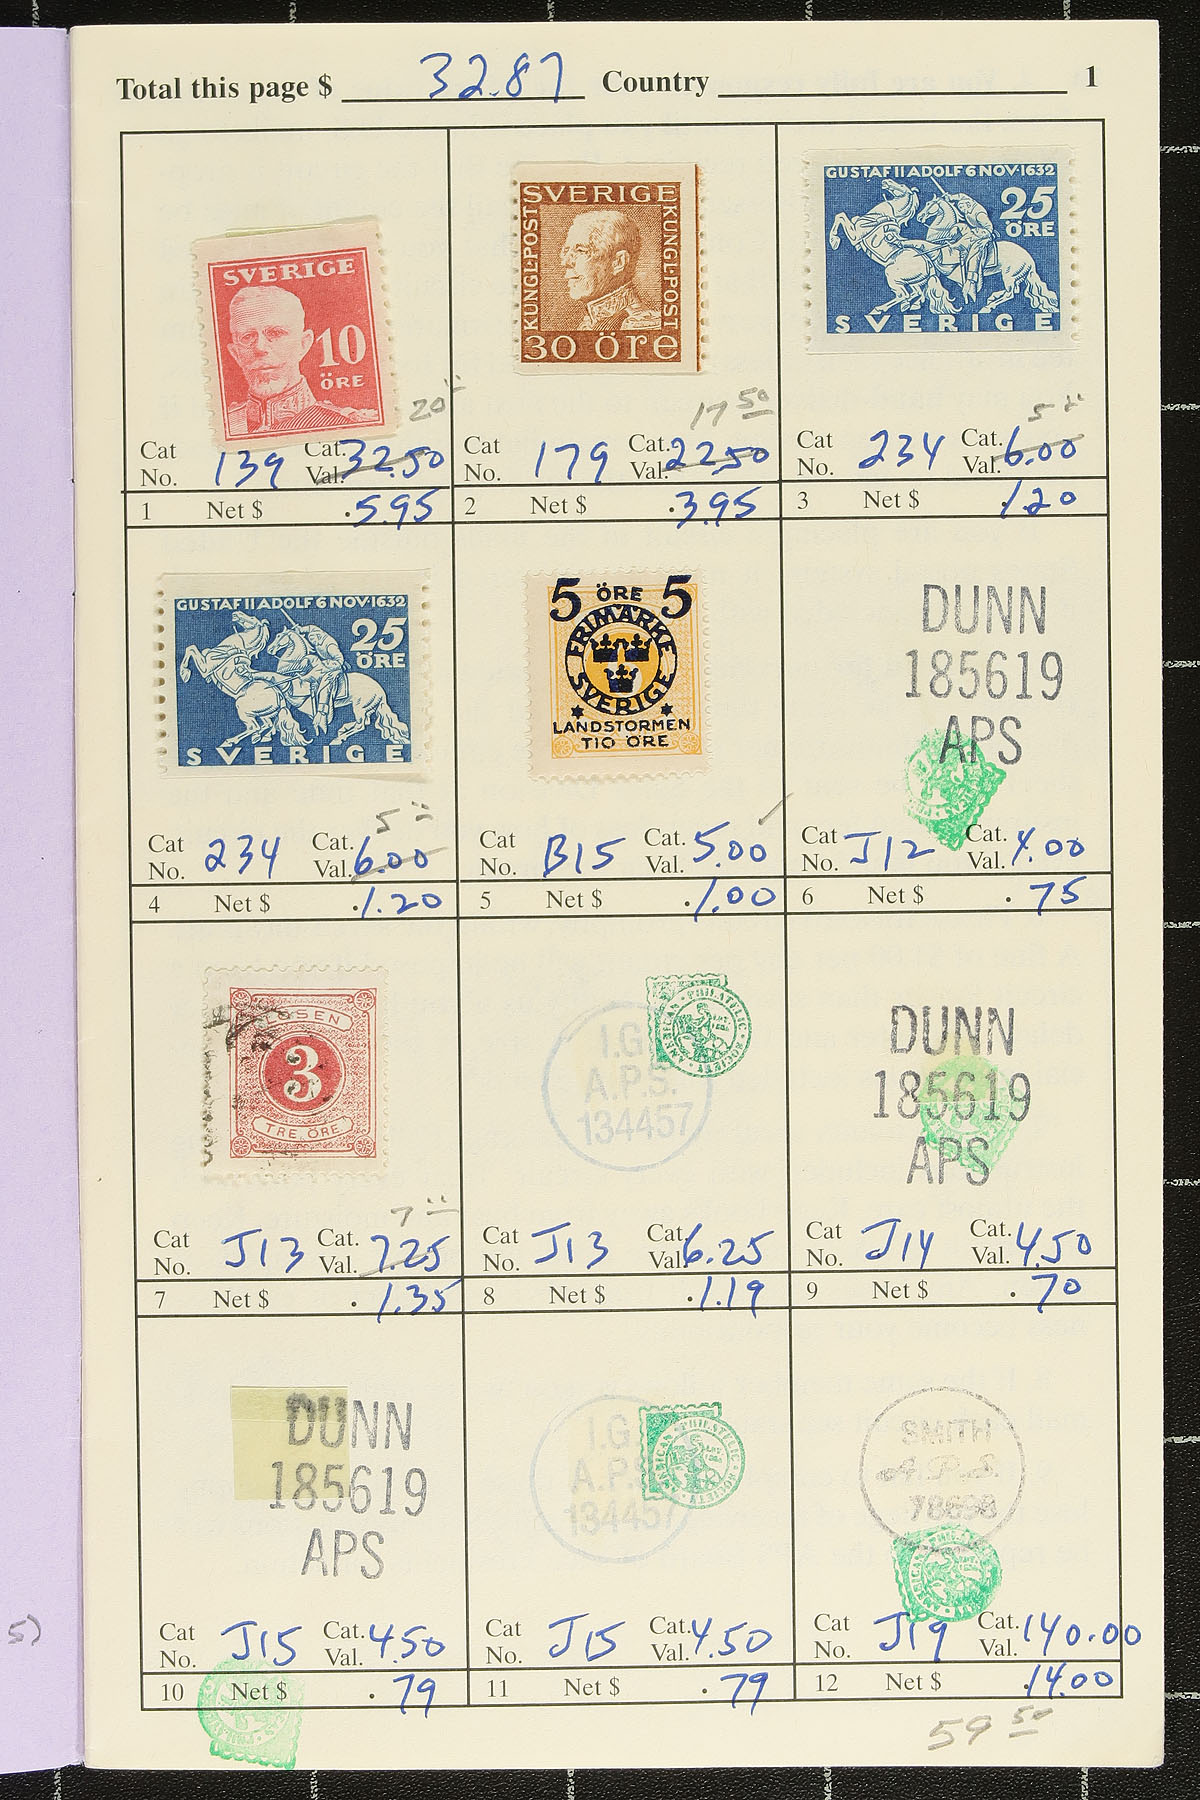 Total this page $ 32.87 Country 1
SVERIGE
10
ÖRE
20
Cat No. 139 Cat. Val. 32.50
1 Net $ .5.95
SVERIGE
KUNGL·POST
KUNGL·POST
30 öre
17 50
Cat No. 179 Cat. Val. 22.50
2 Net $ .3.95
GUSTAF II ADOLF 6 NOV·1632
25
ÖRE
SVERIGE
5
Cat No. 234 Cat. Val. 6.00
3 Net $ .1.20
GUSTAF II ADOLF 6 NOV·1632
25
ÖRE
SVERIGE
5
Cat No. 234 Cat. Val. 6.00
4 Net $ .1.20
5 ÖRE 5
FRIMÄRKE
SVERIGE
LANDSTORMEN
TIO ÖRE
Cat No. B15 Cat. Val. 5.00
5 Net $ .1.00
DUNN
185619
APS
Cat No. J12 Cat. Val. 4.00
6 Net $ .75
LÖSEN
3
TRE ÖRE
7
Cat No. J13 Cat. Val. 7.25
7 Net $ .1.35
I.G.
A.P.S.
134457
AMERICAN · PHILATELIC · SOCIETY
Cat No. J13 Cat. Val. 6.25
8 Net $ .1.19
DUNN
185619
APS
Cat No. J14 Cat. Val. 4.50
9 Net $ .70
DUNN
185619
APS
Cat No. J15 Cat. Val. 4.50
10 Net $ .79
I.G.
A.P.S
134457
AMERICAN · PHILATELIC · SOCIETY
Cat No. J15 Cat. Val. 4.50
11 Net $ .79
SMITH
A.P.S.
Cat No. J19 Cat. Val. 140.00
12 Net $ .14.00
59 50
5)